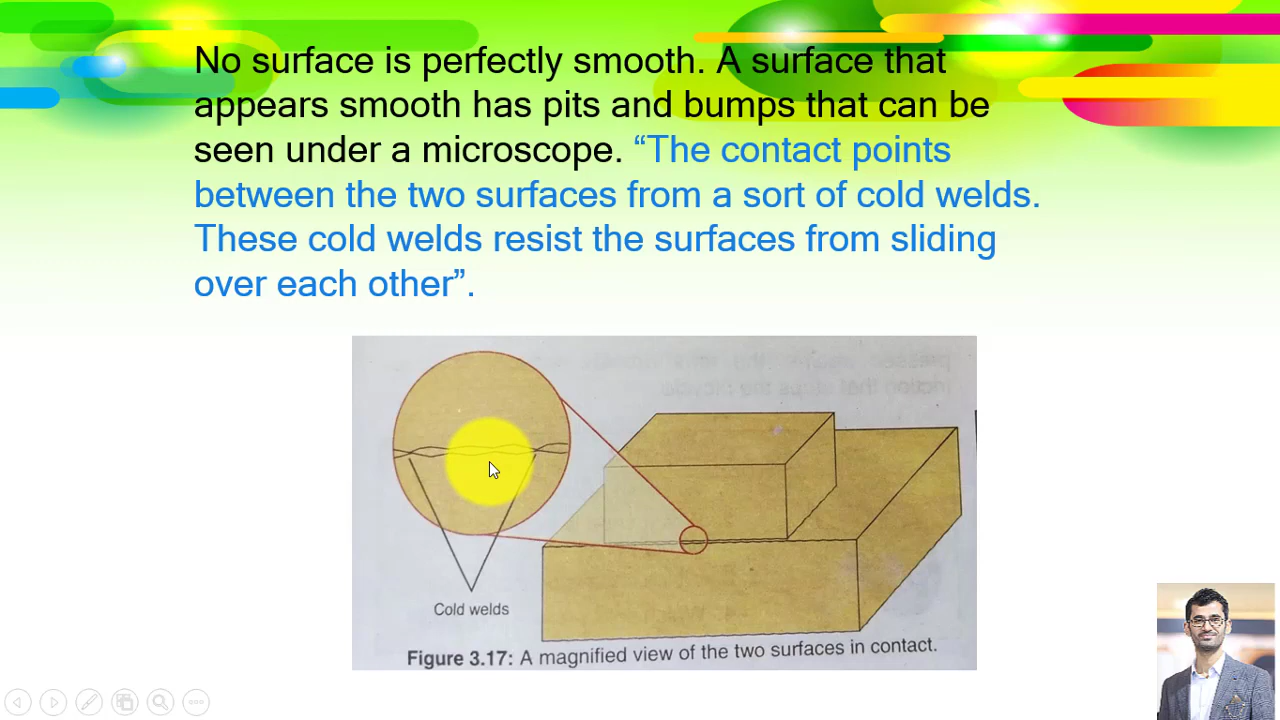 No surface is perfectly smooth. A surface that
appears smooth has pits and bumps that can be
seen under a microscope. “The contact points
between the two surfaces from a sort of cold welds.
These cold welds resist the surfaces from sliding
over each other”.
Cold welds
Figure 3.17: A magnified view of the two surfaces in contact.